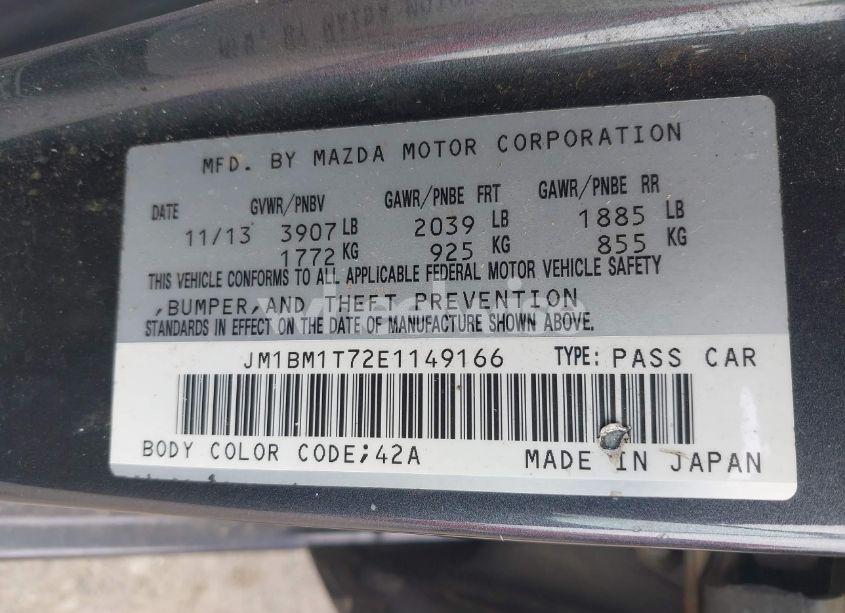 MFD. BY MAZDA MOTOR CORPORATION
DATE GVWR/PNBV GAWR/PNBE FRT GAWR/PNBE RR
11/13 3907 LB 2039 LB 1885 LB
1772 KG 925 KG 855 KG
THIS VEHICLE CONFORMS TO ALL APPLICABLE FEDERAL MOTOR VEHICLE SAFETY
,BUMPER,AND THEFT PREVENTION
STANDARDS IN EFFECT ON THE DATE OF MANUFACTURE SHOWN ABOVE.
JM1BM1T72E1149166 TYPE: PASS CAR
BODY COLOR CODE;42A MADE IN JAPAN